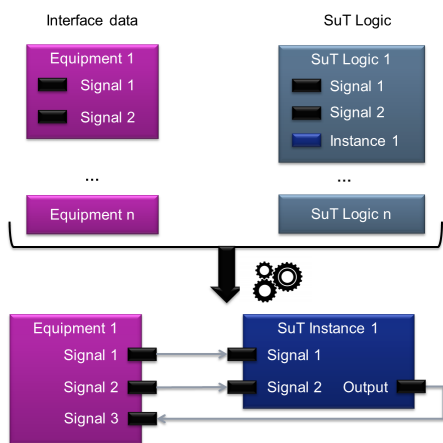 Interface data
SuT Logic
Equipment 1
Signal 1
Signal 2
...
Equipment n
SuT Logic 1
Signal 1
Signal 2
Instance 1
...
SuT Logic n
Equipment 1
Signal 1
Signal 2
Signal 3
SuT Instance 1
Signal 1
Signal 2 Output